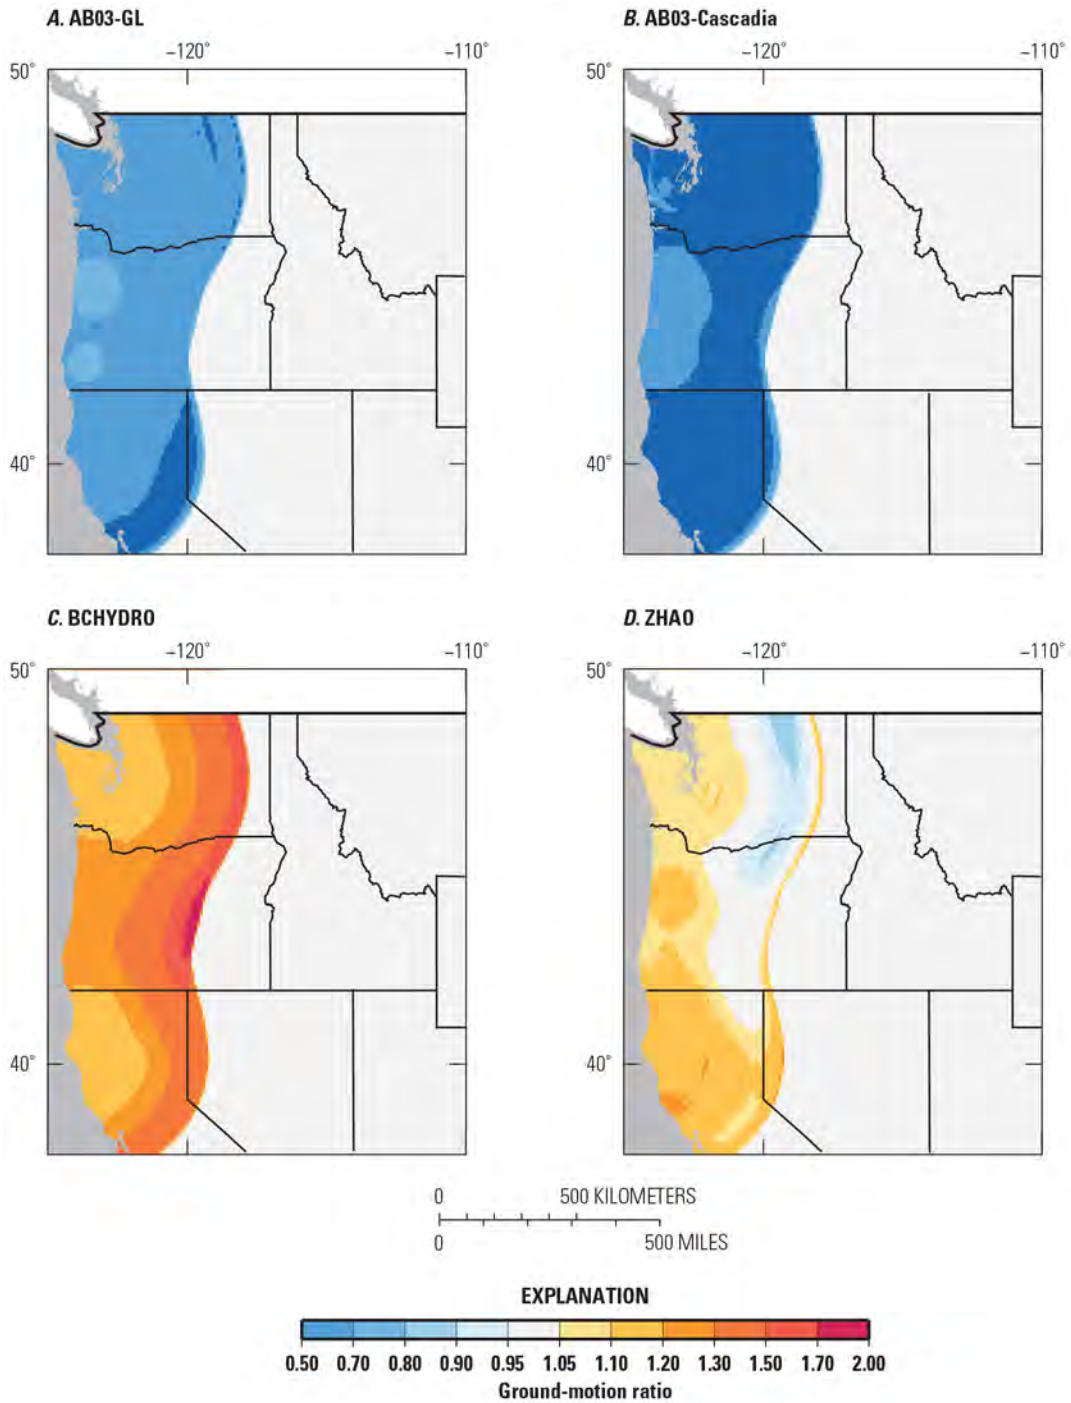 A. AB03-GL
B. AB03-Cascadia
−120°
−110°
−120°
−110°
50°
50°
40°
40°
C. BCHYDRO
D. ZHAO
−120°
−110°
−120°
−110°
50°
50°
40°
40°
0
500 KILOMETERS
0
500 MILES
EXPLANATION
0.50 0.70 0.80 0.90 0.95 1.05 1.10 1.20 1.30 1.50 1.70 2.00
Ground-motion ratio